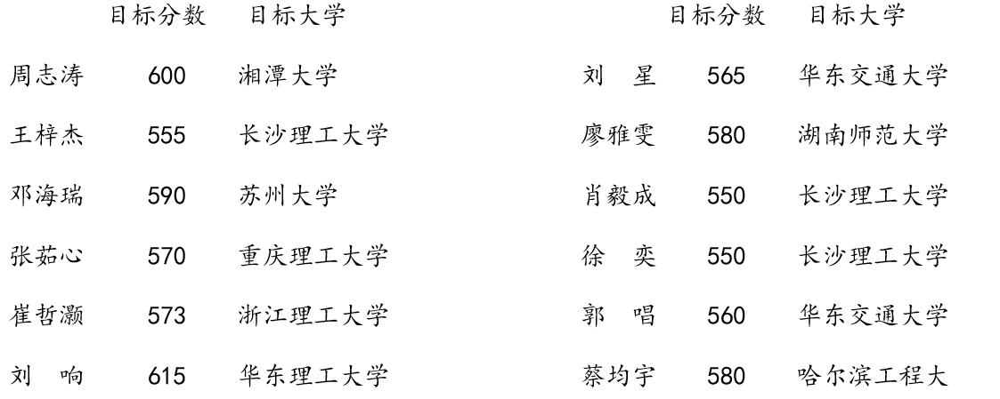 目标分数 目标大学 目标分数 目标大学
周志涛 600 湘潭大学 刘 星 565 华东交通大学
王梓杰 555 长沙理工大学 廖雅雯 580 湖南师范大学
邓海瑞 590 苏州大学 肖毅成 550 长沙理工大学
张茹心 570 重庆理工大学 徐 奕 550 长沙理工大学
崔哲灏 573 浙江理工大学 郭 唱 560 华东交通大学
刘 响 615 华东理工大学 蔡均宇 580 哈尔滨工程大